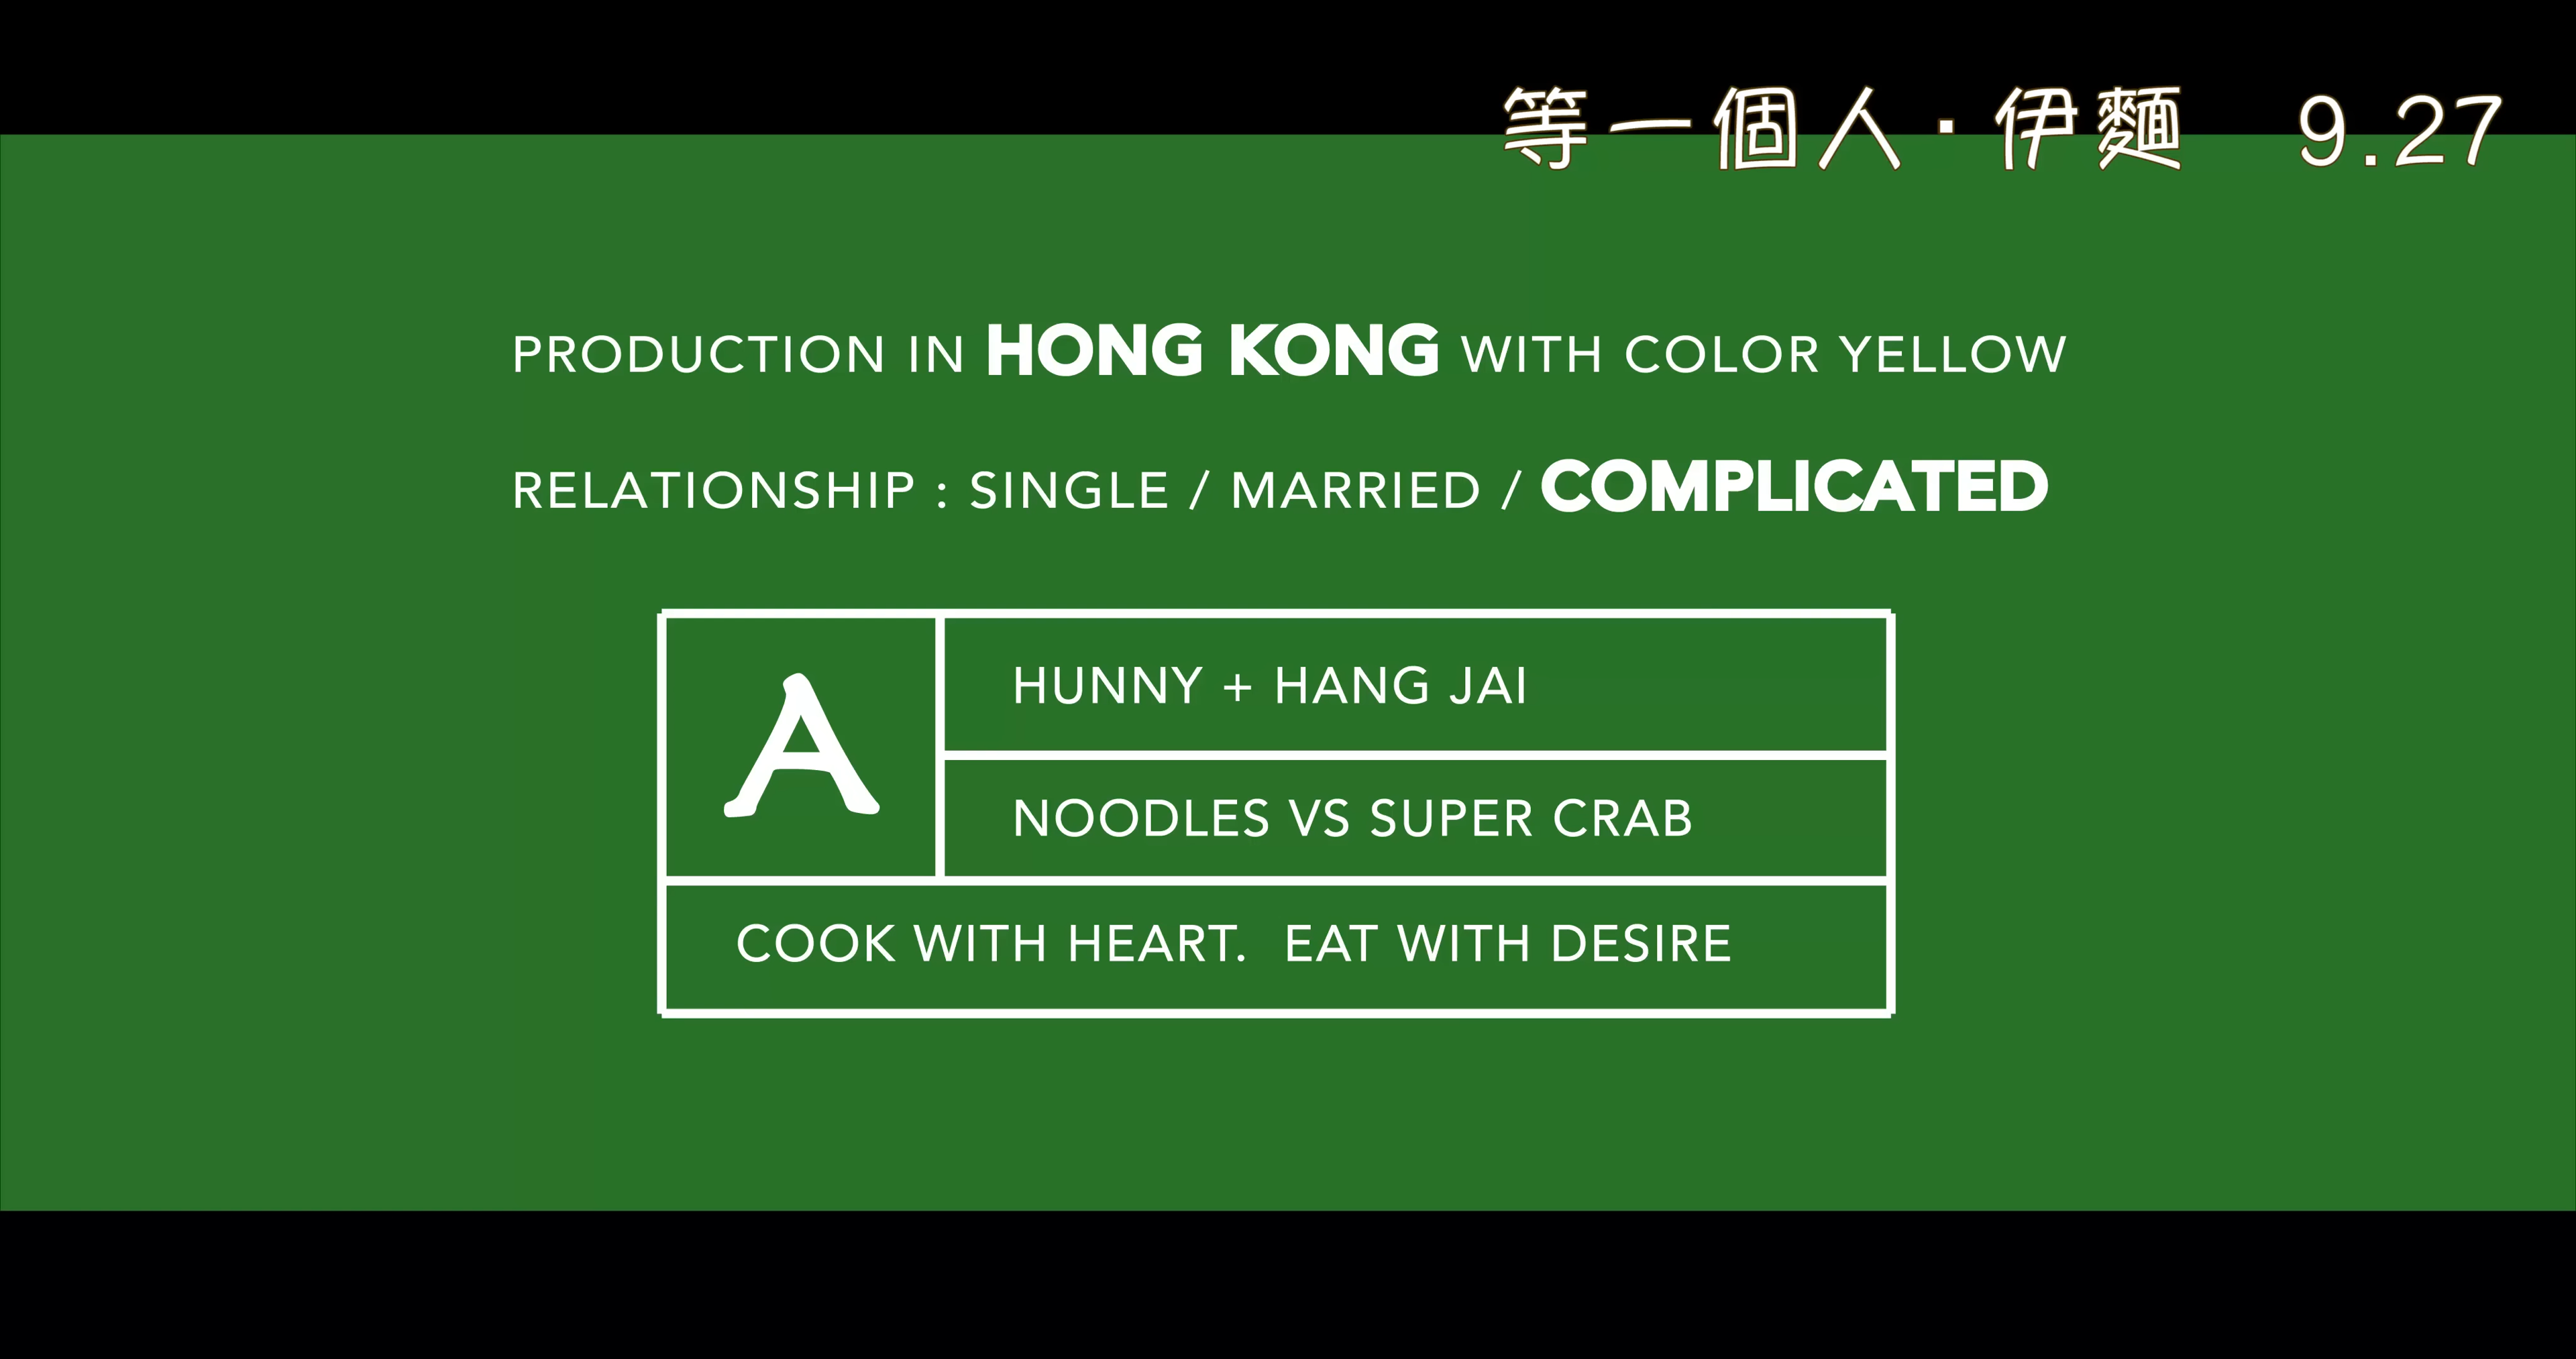 等一個人·伊麵 9.27
PRODUCTION IN HONG KONG WITH COLOR YELLOW
RELATIONSHIP : SINGLE / MARRIED / COMPLICATED
A
HUNNY + HANG JAI
NOODLES VS SUPER CRAB
COOK WITH HEART. EAT WITH DESIRE